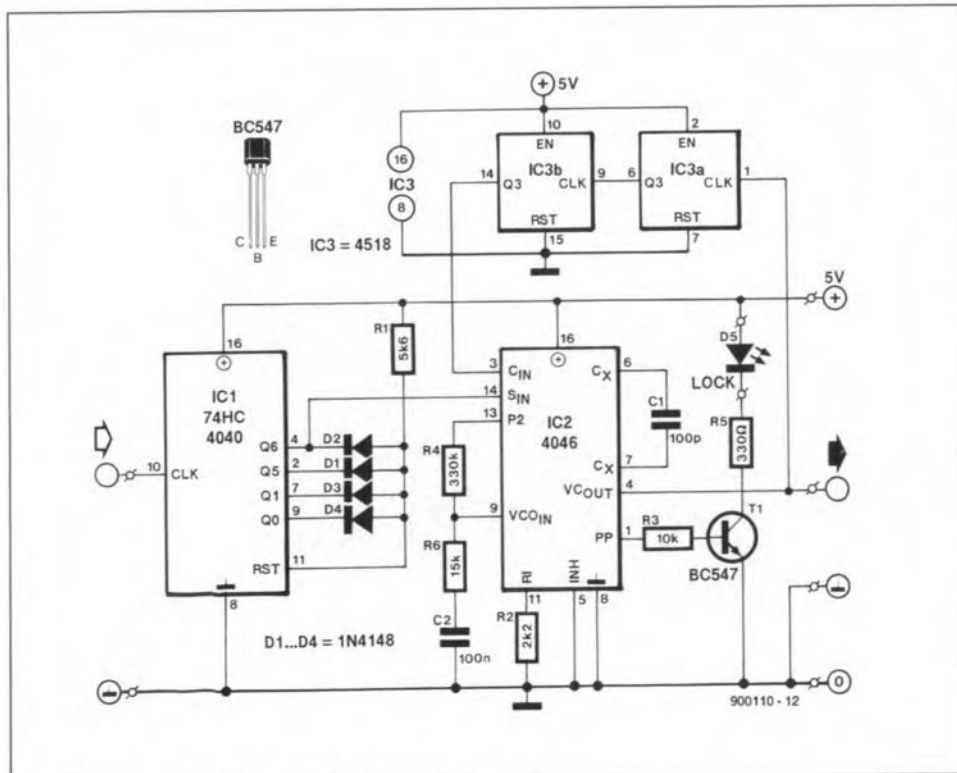 + 5V
BC547
10
2
EN
EN
16
IC3
8
14
Q3
IC3b
CLK
9
6
Q3
IC3a
CLK
1
RST
RST
15
7
C
B
E
IC3 = 4518
5V
+
R1
5k6
16
+
IC1
74HC
4040
10
CLK
Q6
4
D2
Q5
2
D1
Q1
7
D3
Q0
9
D4
RST
11
8
D1...D4 = 1N4148
16
+
3
CIN
14
SIN
13
P2
IC2
4046
CX
6
C1
100p
CX
7
VCOUT
4
9
VCOIN
PP
1
R3
10k
R4
330k
R6
15k
C2
100n
RI
INH
11
5
8
R2
2k2
D5
LOCK
R5
330Ω
T1
BC547
0
900110 - 12